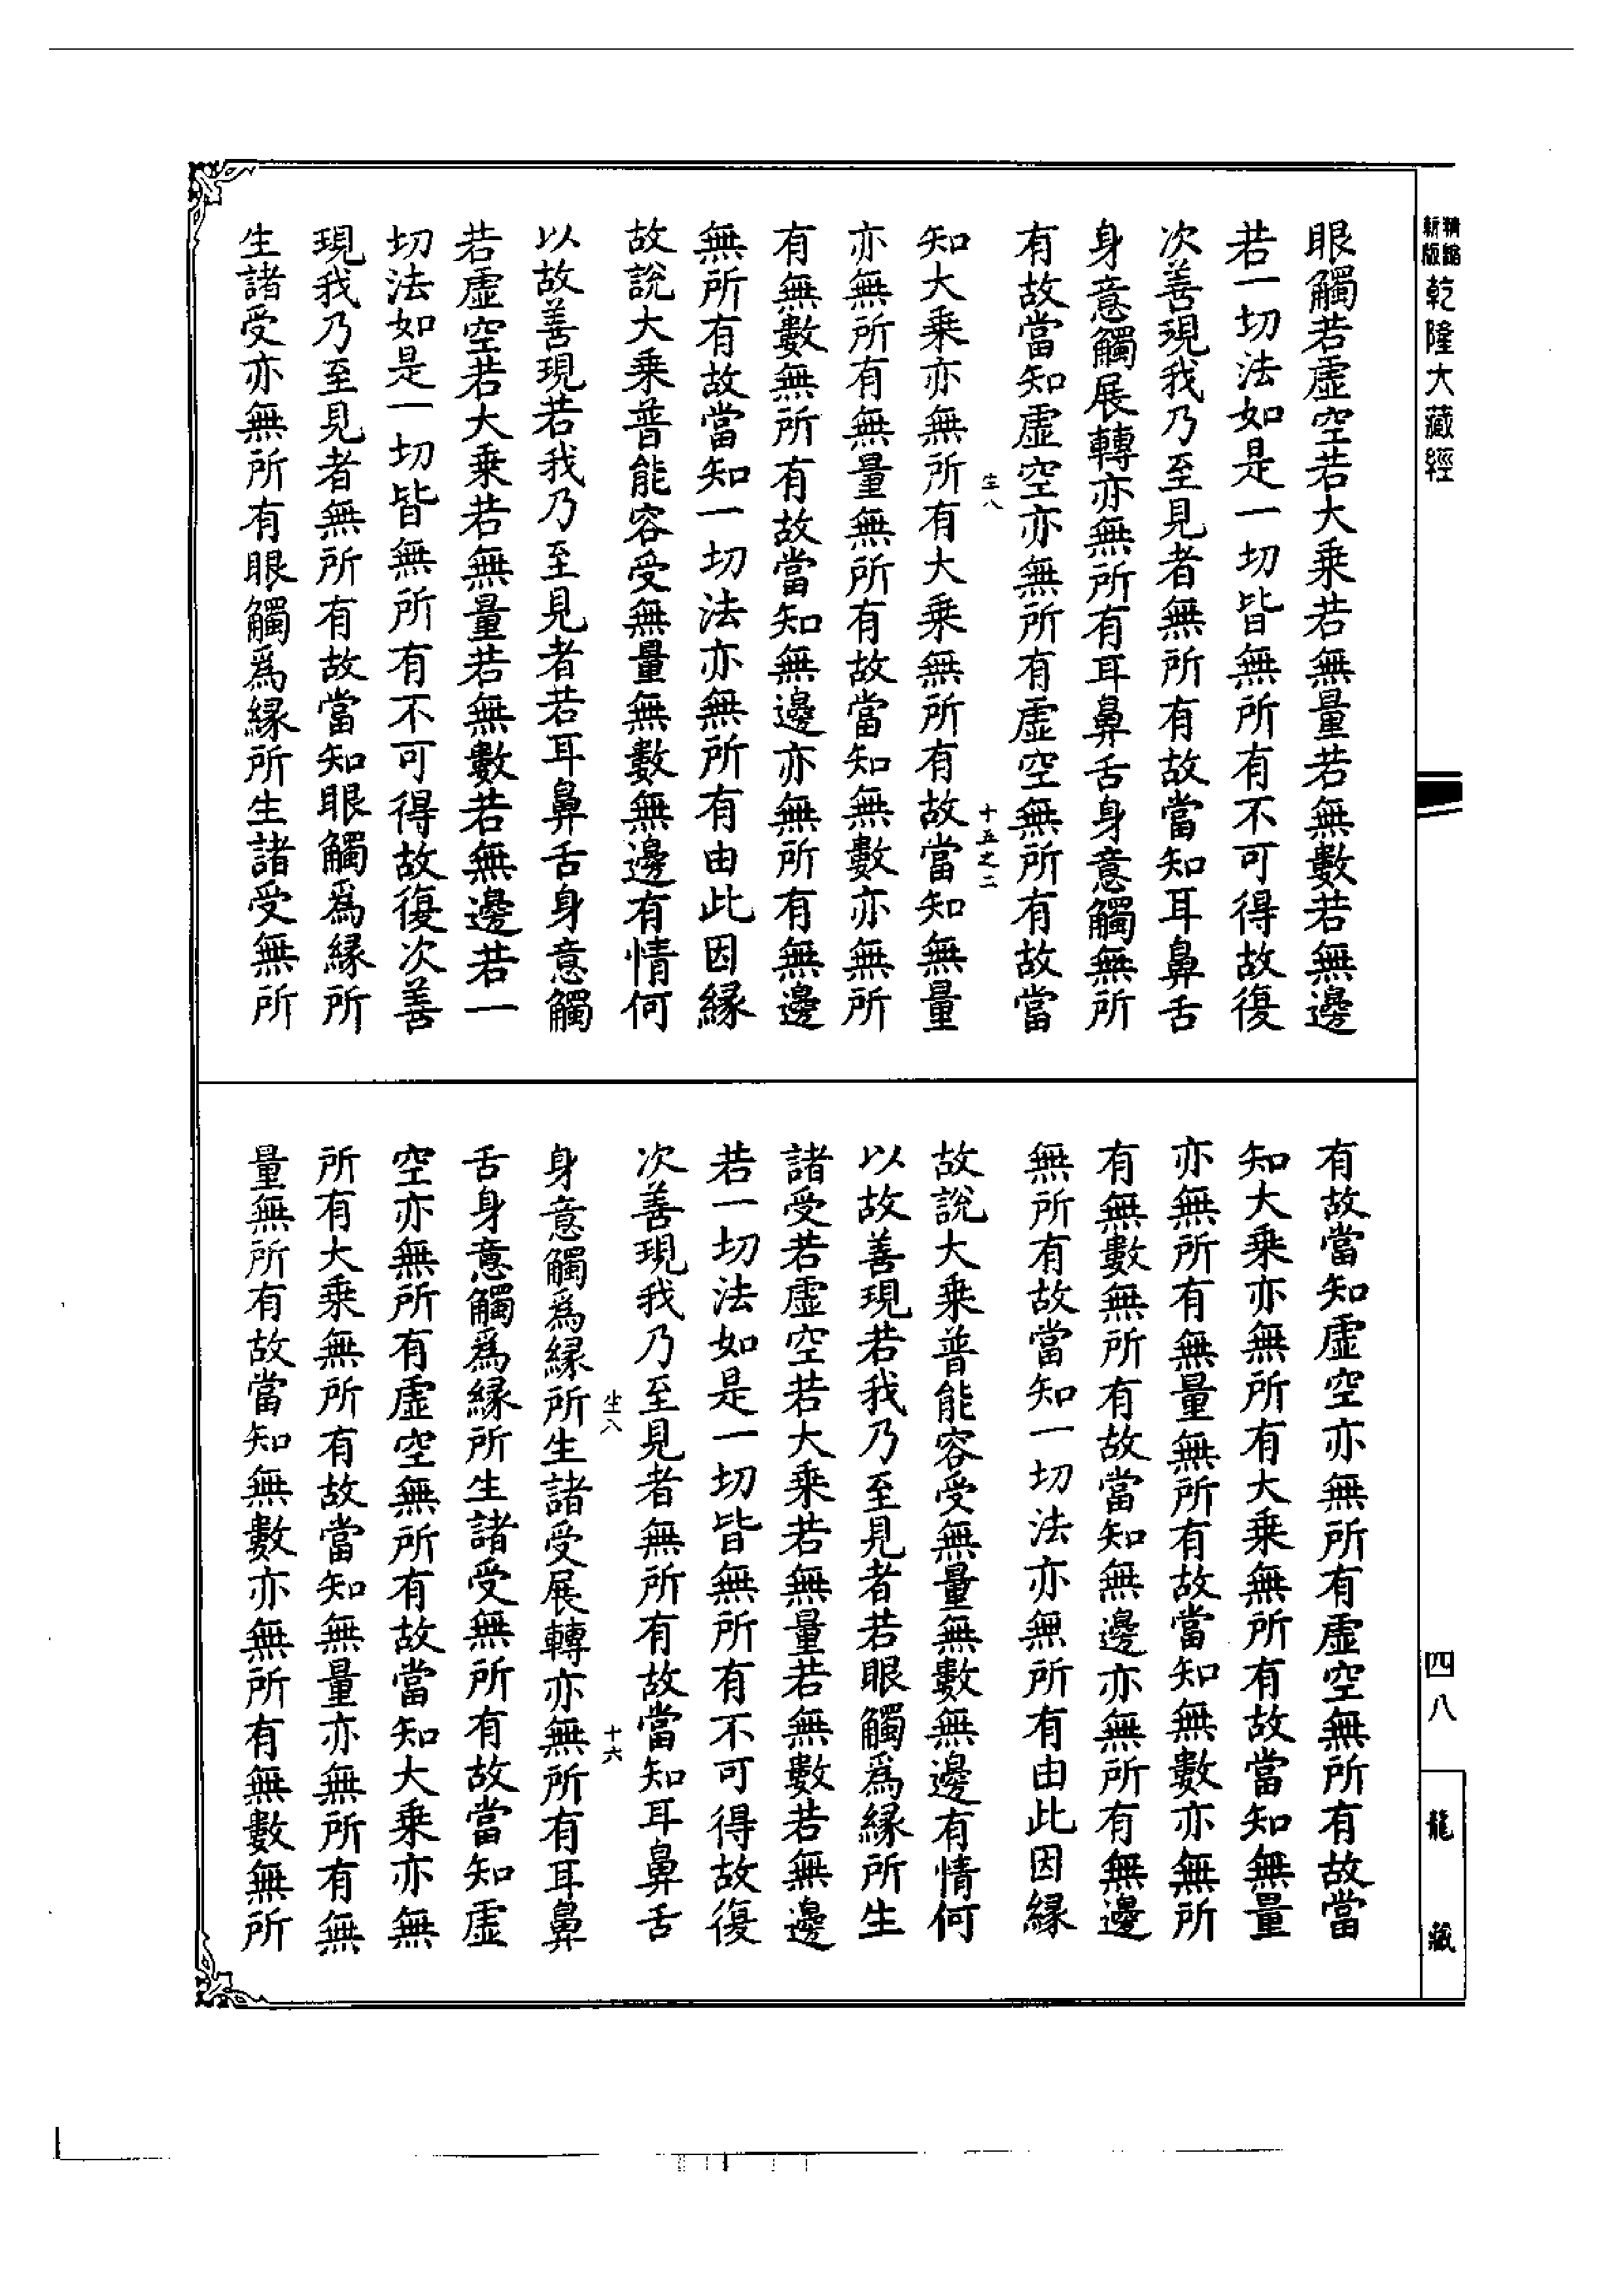 精縮新版乾隆大藏經
眼觸若虛空若大乘若無量若無數若無邊
若一切法如是一切皆無所有不可得故復
次善現我乃至見者無所有故當知耳鼻舌
身意觸展轉亦無所有耳鼻舌身意觸無所
有故當知虛空亦無所有虛空無所有故當
生八 十五之二
知大乘亦無所有大乘無所有故當知無量
亦無所有無量無所有故當知無數亦無所
有無數無所有故當知無邊亦無所有無邊
無所有故當知一切法亦無所有由此因緣
故說大乘普能容受無量無數無邊有情何
以故善現若我乃至見者若耳鼻舌身意觸
若虛空若大乘若無量若無數若無邊若一
切法如是一切皆無所有不可得故復次善
現我乃至見者無所有故當知眼觸爲緣所
生諸受亦無所有眼觸爲緣所生諸受無所
有故當知虛空亦無所有虛空無所有故當
知大乘亦無所有大乘無所有故當知無量
亦無所有無量無所有故當知無數亦無所
有無數無所有故當知無邊亦無所有無邊
無所有故當知一切法亦無所有由此因緣
故說大乘普能容受無量無數無邊有情何
以故善現若我乃至見者若眼觸爲緣所生
諸受若虛空若大乘若無量若無數若無邊
若一切法如是一切皆無所有不可得故復
次善現我乃至見者無所有故當知耳鼻舌
生八 十六
身意觸爲緣所生諸受展轉亦無所有耳鼻
舌身意觸爲緣所生諸受無所有故當知虛
空亦無所有虛空無所有故當知大乘亦無
所有大乘無所有故當知無量亦無所有無
量無所有故當知無數亦無所有無數無所
四八
龍藏